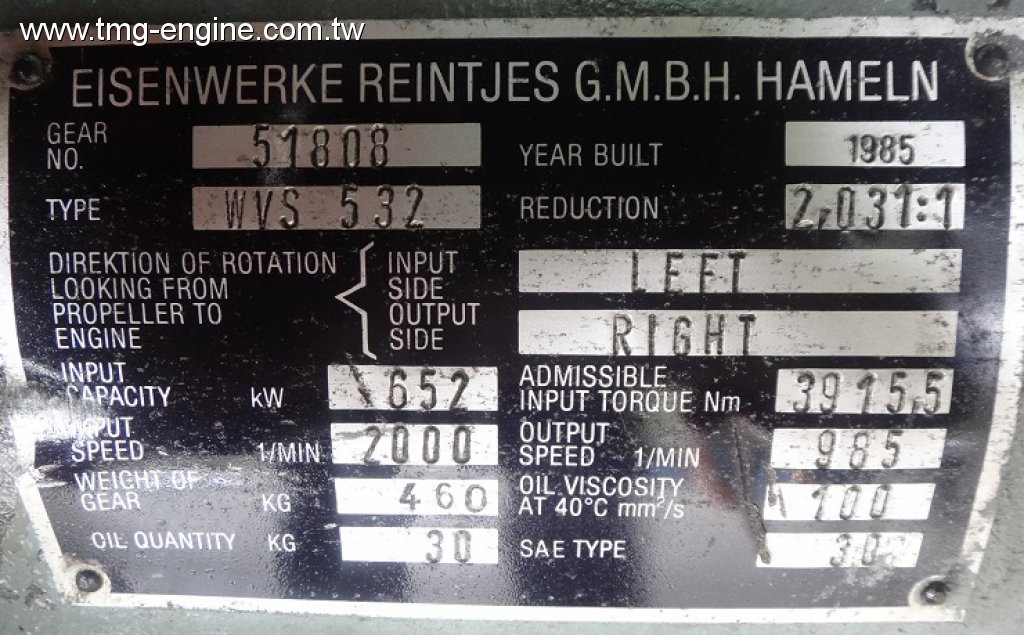 www.tmg-engine.com.tw
EISENWERKE REINTJES G.M.B.H. HAMELN
GEAR NO. 51808
YEAR BUILT 1985
TYPE WVS 532
REDUCTION 2,031:1
DIREKTION OF ROTATION
LOOKING FROM
PROPELLER TO
ENGINE
INPUT SIDE LEFT
OUTPUT SIDE RIGHT
INPUT CAPACITY kW 652
ADMISSIBLE INPUT TORQUE Nm 3915,5
INPUT SPEED 1/MIN 2000
OUTPUT SPEED 1/MIN 985
WEIGHT OF GEAR KG 460
OIL VISCOSITY AT 40°C mm²/s 100
OIL QUANTITY KG 30
SAE TYPE 30